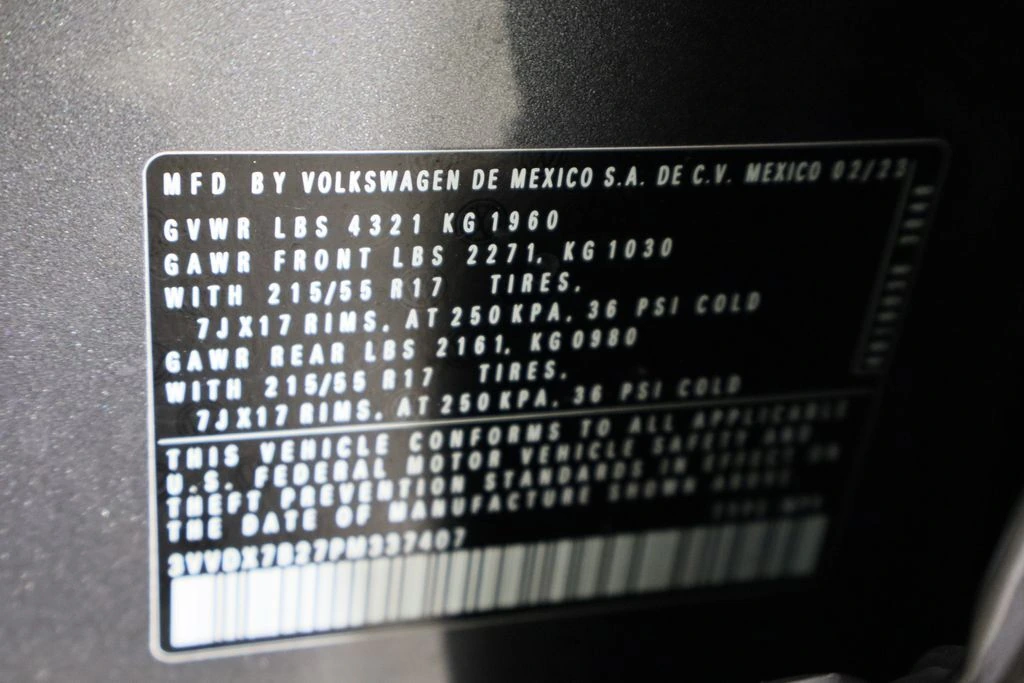 MFD BY VOLKSWAGEN DE MEXICO S.A. DE C.V. MEXICO 02/23
GVWR LBS 4321 KG 1960
GAWR FRONT LBS 2271, KG 1030
WITH 215/55 R17 TIRES,
7JX17 RIMS, AT 250 KPA, 36 PSI COLD
GAWR REAR LBS 2161, KG 0980
WITH 215/55 R17 TIRES,
7JX17 RIMS, AT 250 KPA, 36 PSI COLD
THIS VEHICLE CONFORMS TO ALL APPLICABLE
U.S. FEDERAL MOTOR VEHICLE SAFETY AND
THEFT PREVENTION STANDARDS IN EFFECT ON
THE DATE OF MANUFACTURE SHOWN ABOVE
3VVDX7B27PM337407